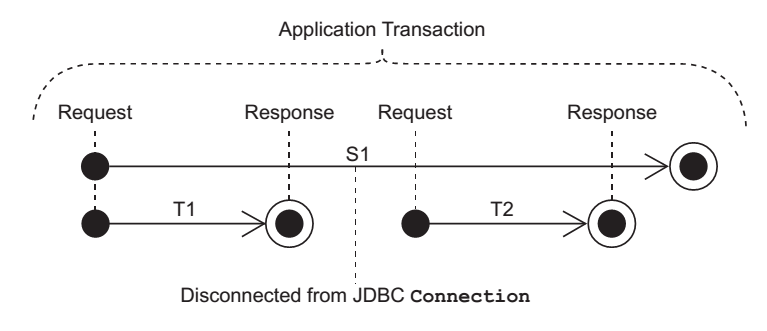 Application Transaction
Request Response Request Response
S1
T1 T2
Disconnected from JDBC Connection